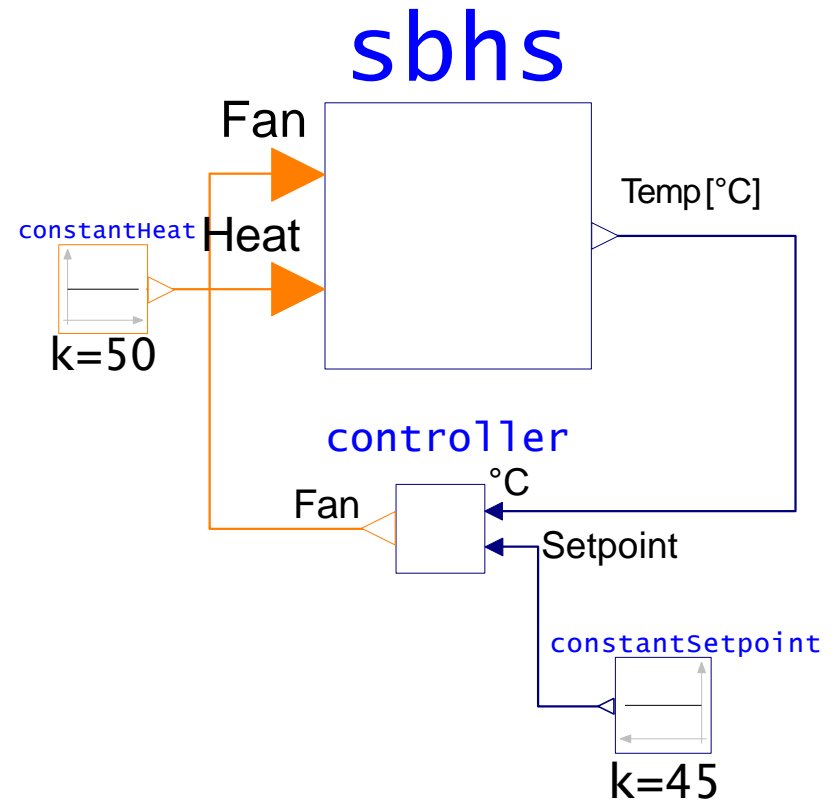 sbhs
Fan
Temp[°C]
constantHeat
Heat
k=50
controller
°C
Fan
Setpoint
constantSetpoint
k=45